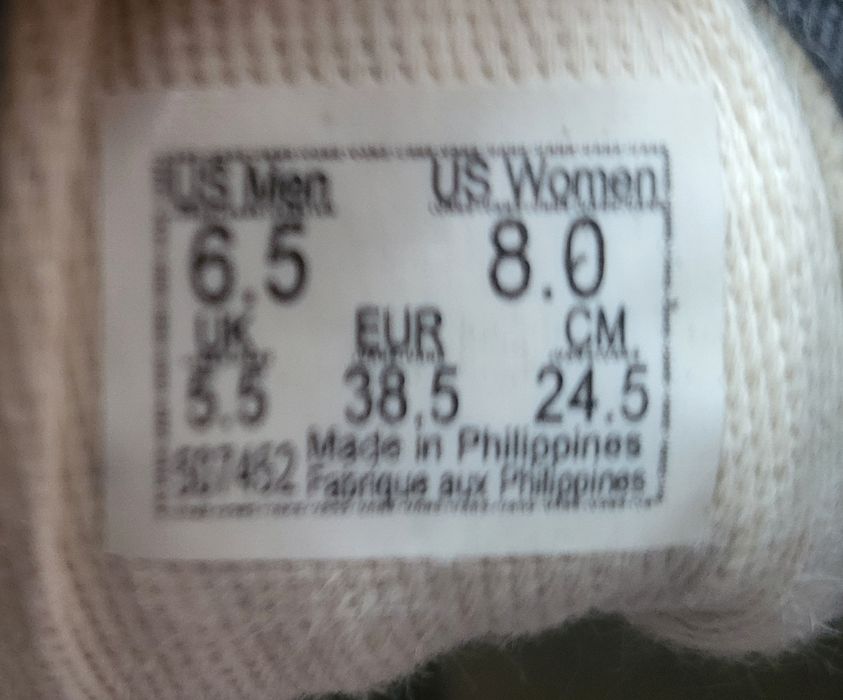 US Men US Women
6.5 8.0
UK EUR CM
5.5 38.5 24.5
Made in Philippines
Fabrique aux Philippines